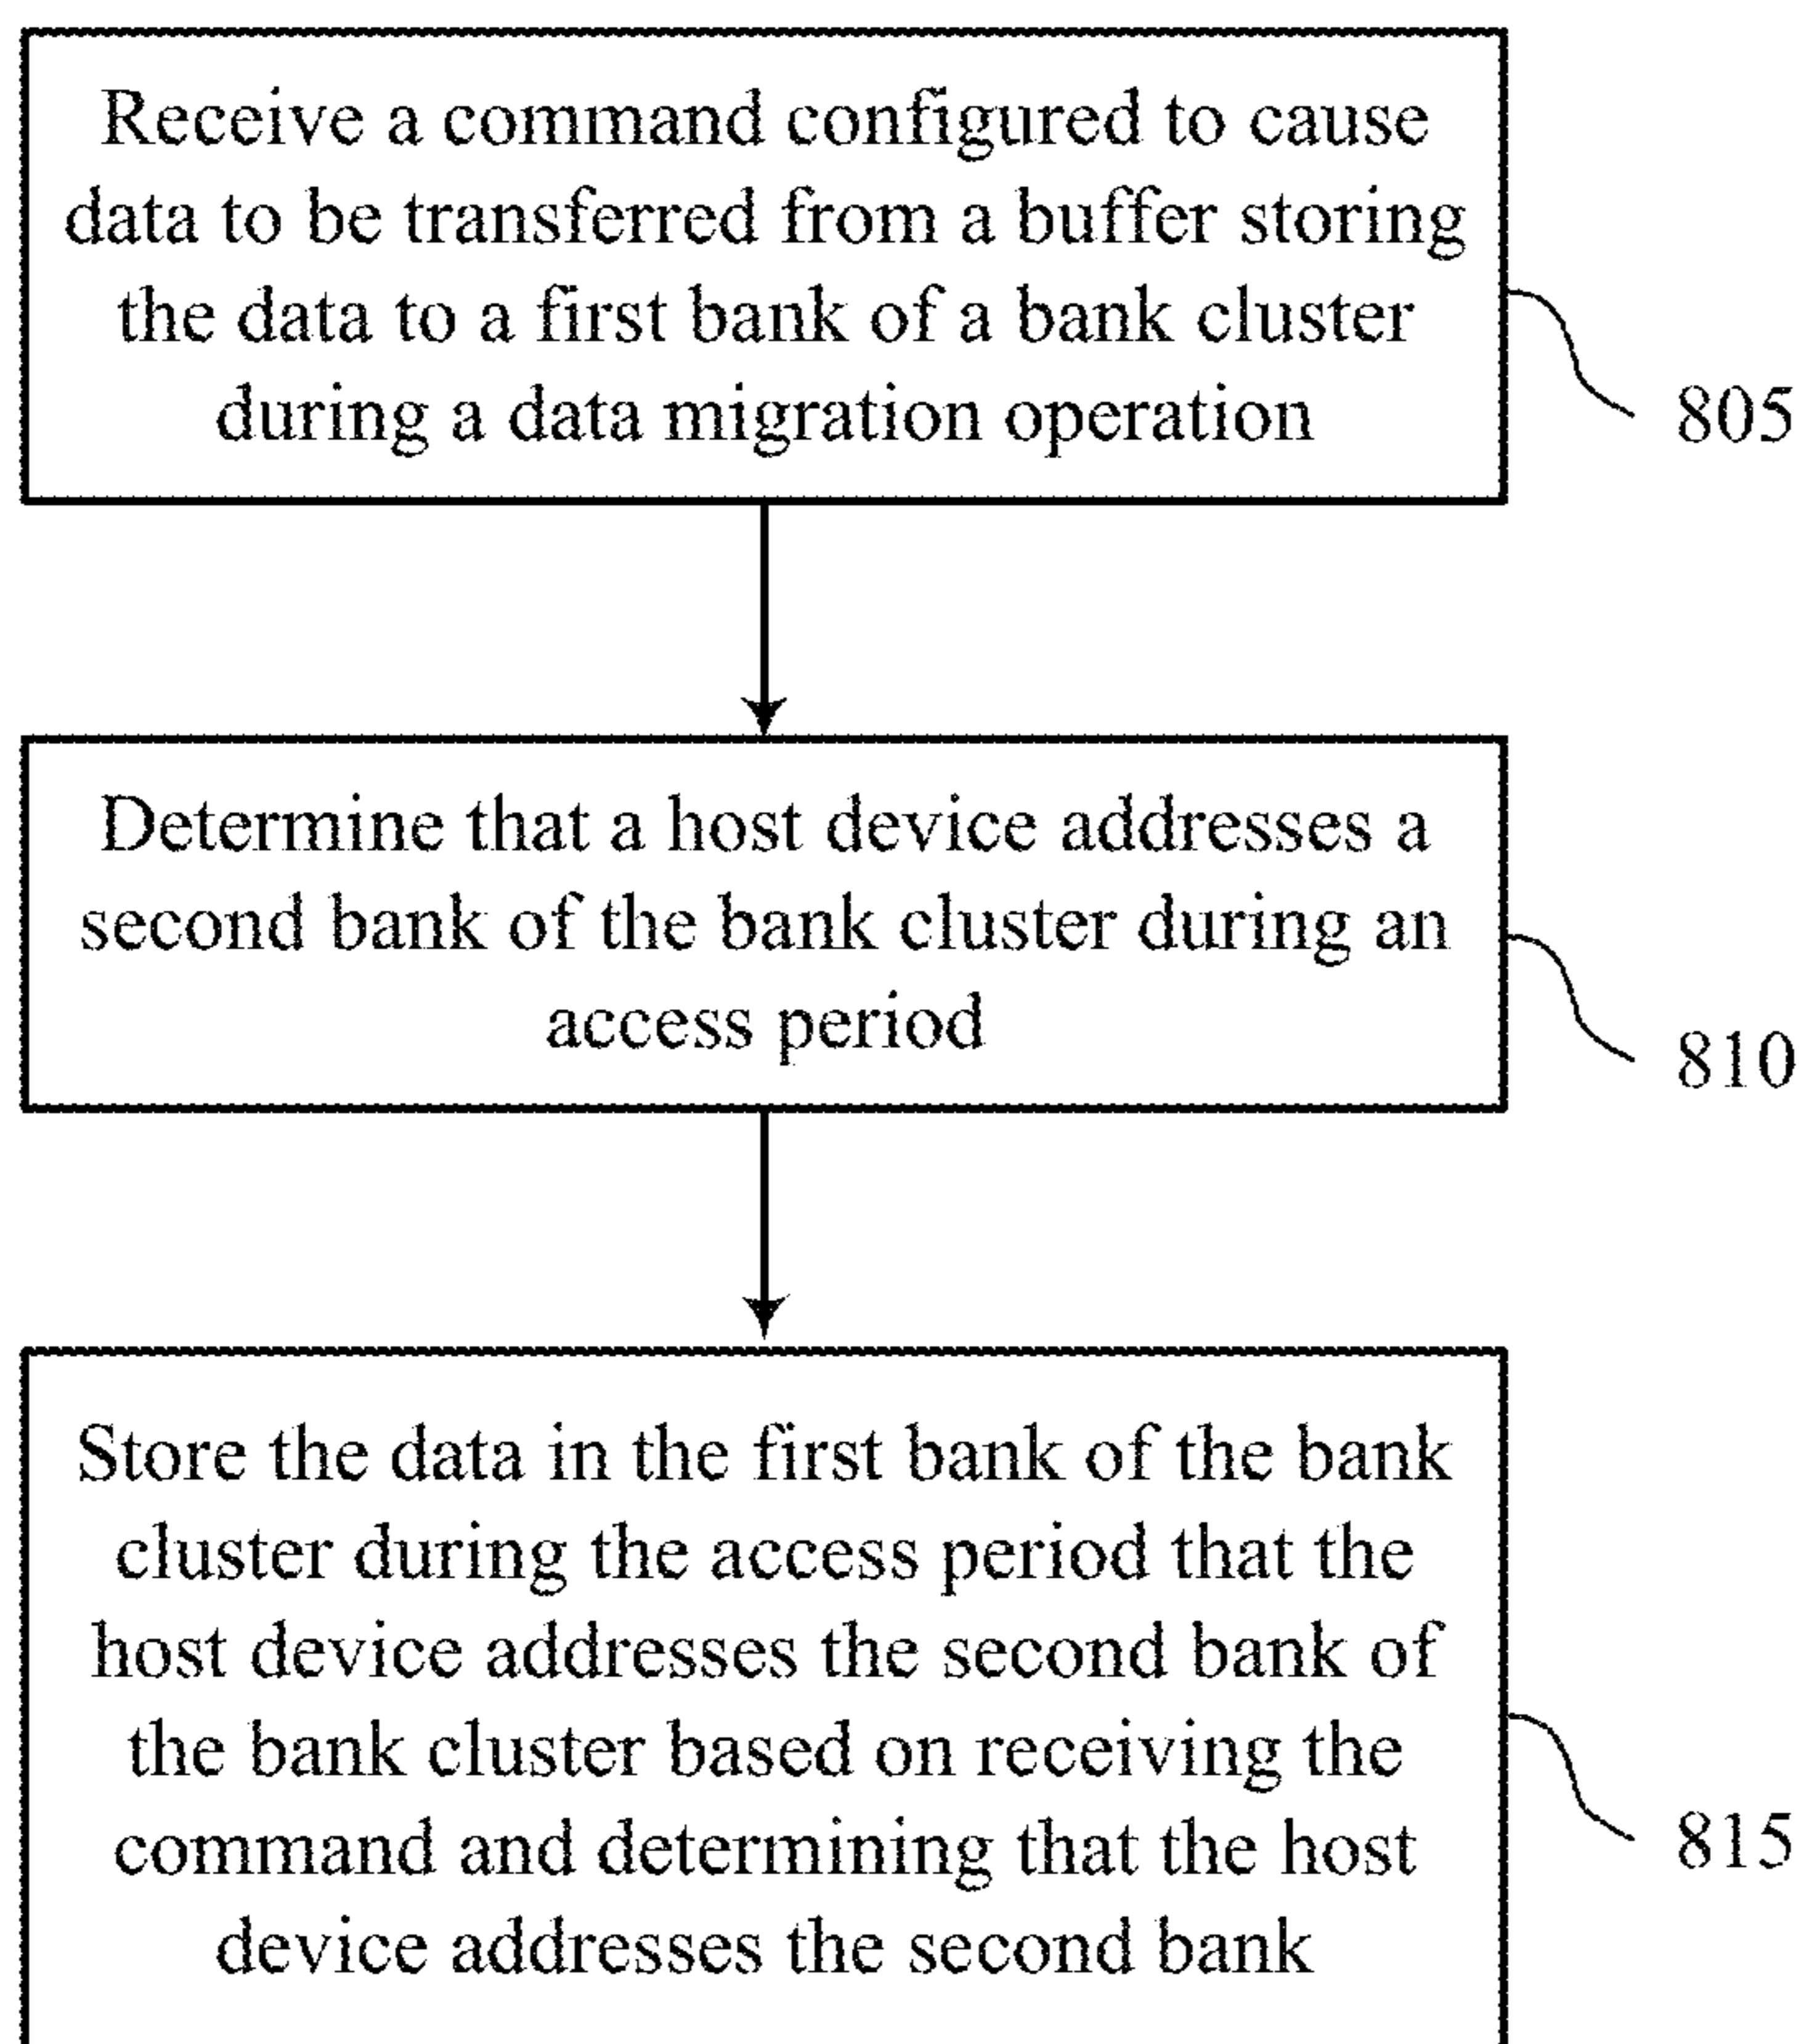 Receive a command configured to cause
data to be transferred from a buffer storing
the data to a first bank of a bank cluster
during a data migration operation
805
Determine that a host device addresses a
second bank of the bank cluster during an
access period
810
Store the data in the first bank of the bank
cluster during the access period that the
host device addresses the second bank of
the bank cluster based on receiving the
command and determining that the host
device addresses the second bank
815